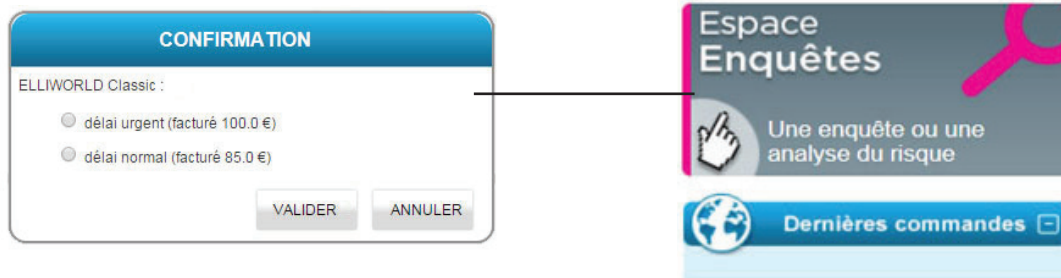 CONFIRMATION
ELLIWORLD Classic :
délai urgent (facturé 100.0 €)
délai normal (facturé 85.0 €)
VALIDER ANNULER
Espace
Enquêtes
Une enquête ou une
analyse du risque
Dernières commandes